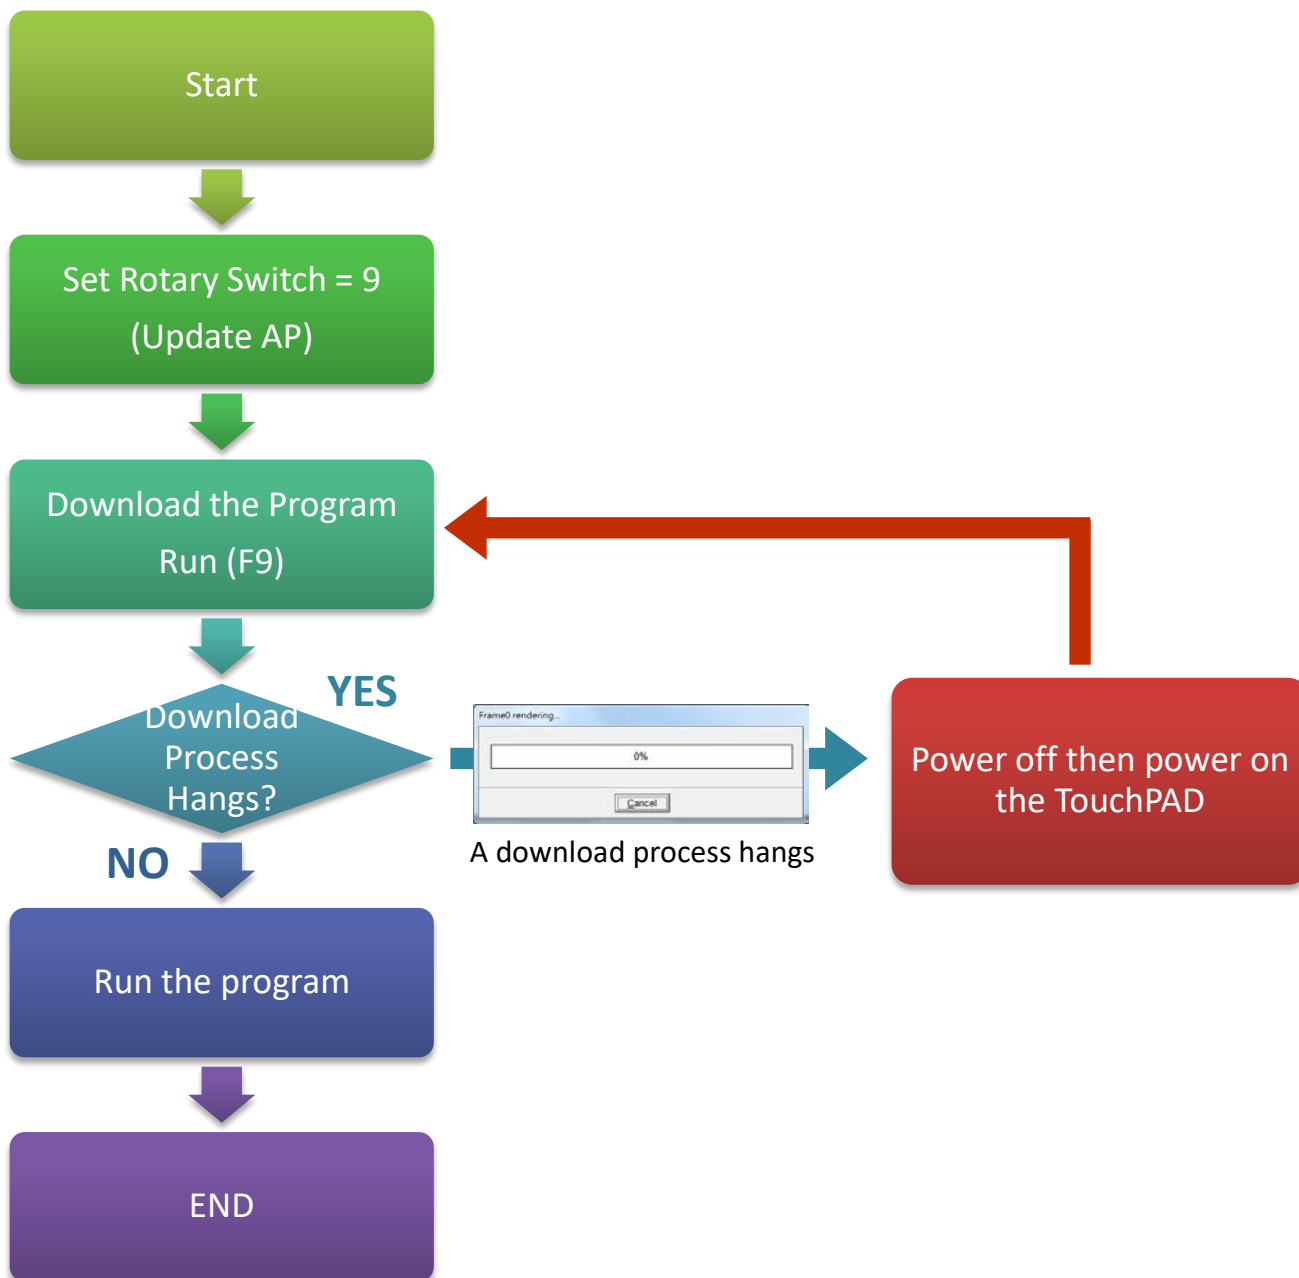 Start
Set Rotary Switch = 9
(Update AP)
Download the Program
Run (F9)
YES
Download
Process
Hangs?
Frame0 rendering...
0%
Cancel
A download process hangs
Power off then power on
the TouchPAD
NO
Run the program
END